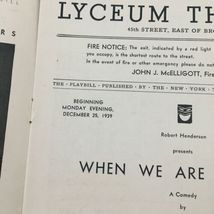 RS
LYCEUM TH
45th STREET, EAST OF BRO
FIRE NOTICE: The exit, indicated by a red light
you occupy, is the shortest route to the street.
In the event of fire or other emergency please do not
JOHN J. McELLIGOTT, Fire
THE · PLAYBILL · PUBLISHED · BY · THE · NEW · YORK · T
BEGINNING
MONDAY EVENING,
DECEMBER 25, 1939
Robert Henderson
presents
WHEN WE ARE
A Comedy
by